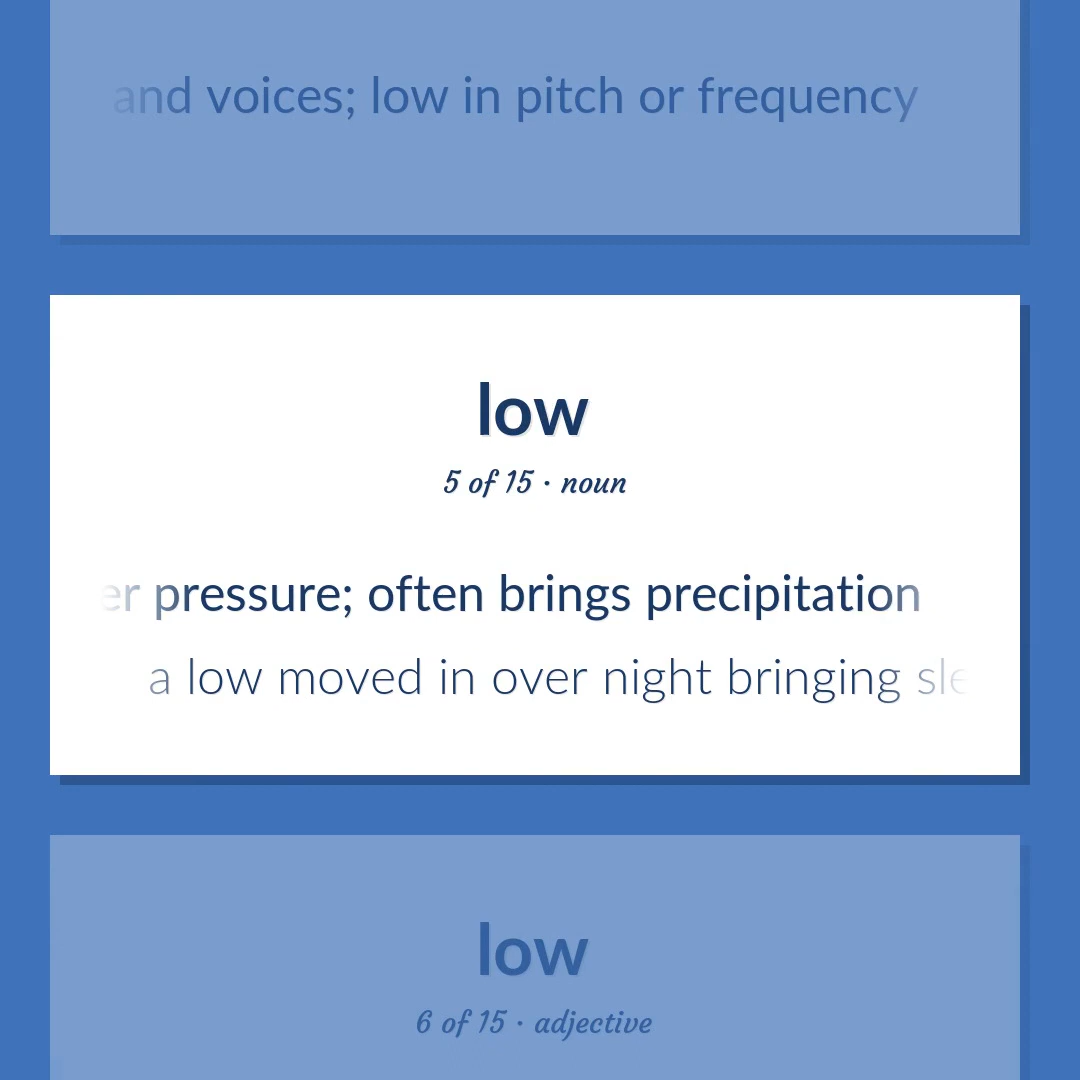 and voices; low in pitch or frequency
low
5 of 15 · noun
er pressure; often brings precipitation
a low moved in over night bringing sle
low
6 of 15 · adjective